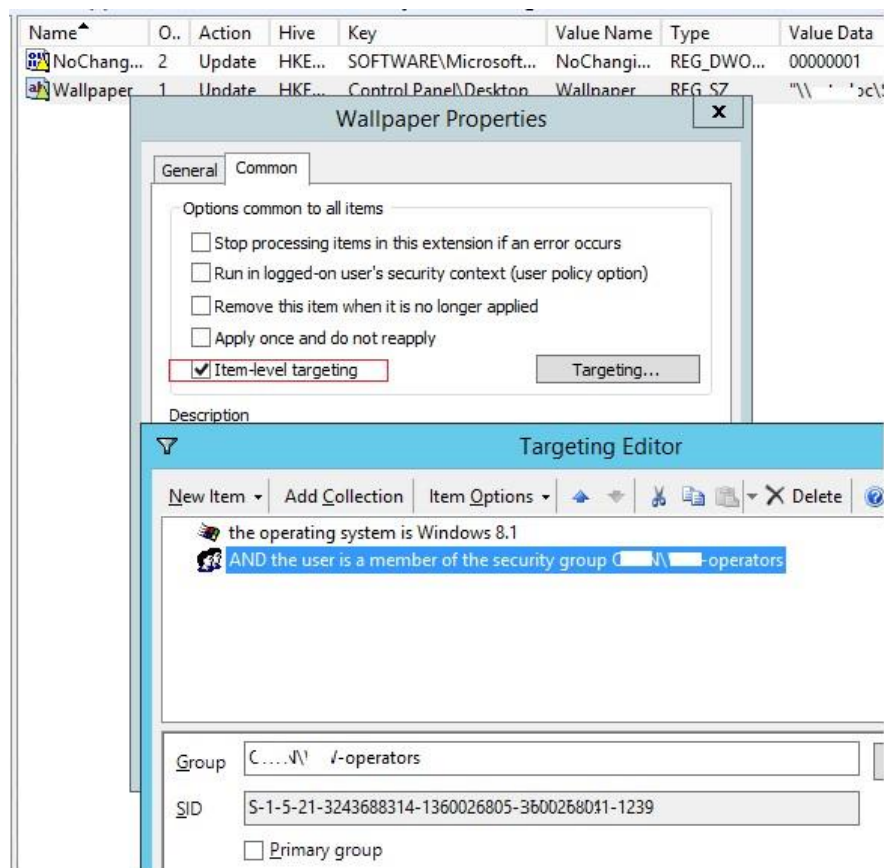 Name O.. Action Hive Key Value Name Type Value Data
NoChang... 2 Update HKE... SOFTWARE\Microsoft... NoChangi... REG_DWO... 00000001
Wallpaper 1 Update HKE... Control Panel\Desktop Wallpaper REG_SZ
Wallpaper Properties
x
General Common
Options common to all items
Stop processing items in this extension if an error occurs
Run in logged-on user's security context (user policy option)
Remove this item when it is no longer applied
Apply once and do not reapply
Item-level targeting Targeting...
Description
Targeting Editor
New Item Add Collection Item Options Delete
the operating system is Windows 8.1
AND the user is a member of the security group -operators
Group -operators
SID S-1-5-21-3243688314-1360026805-
Primary group